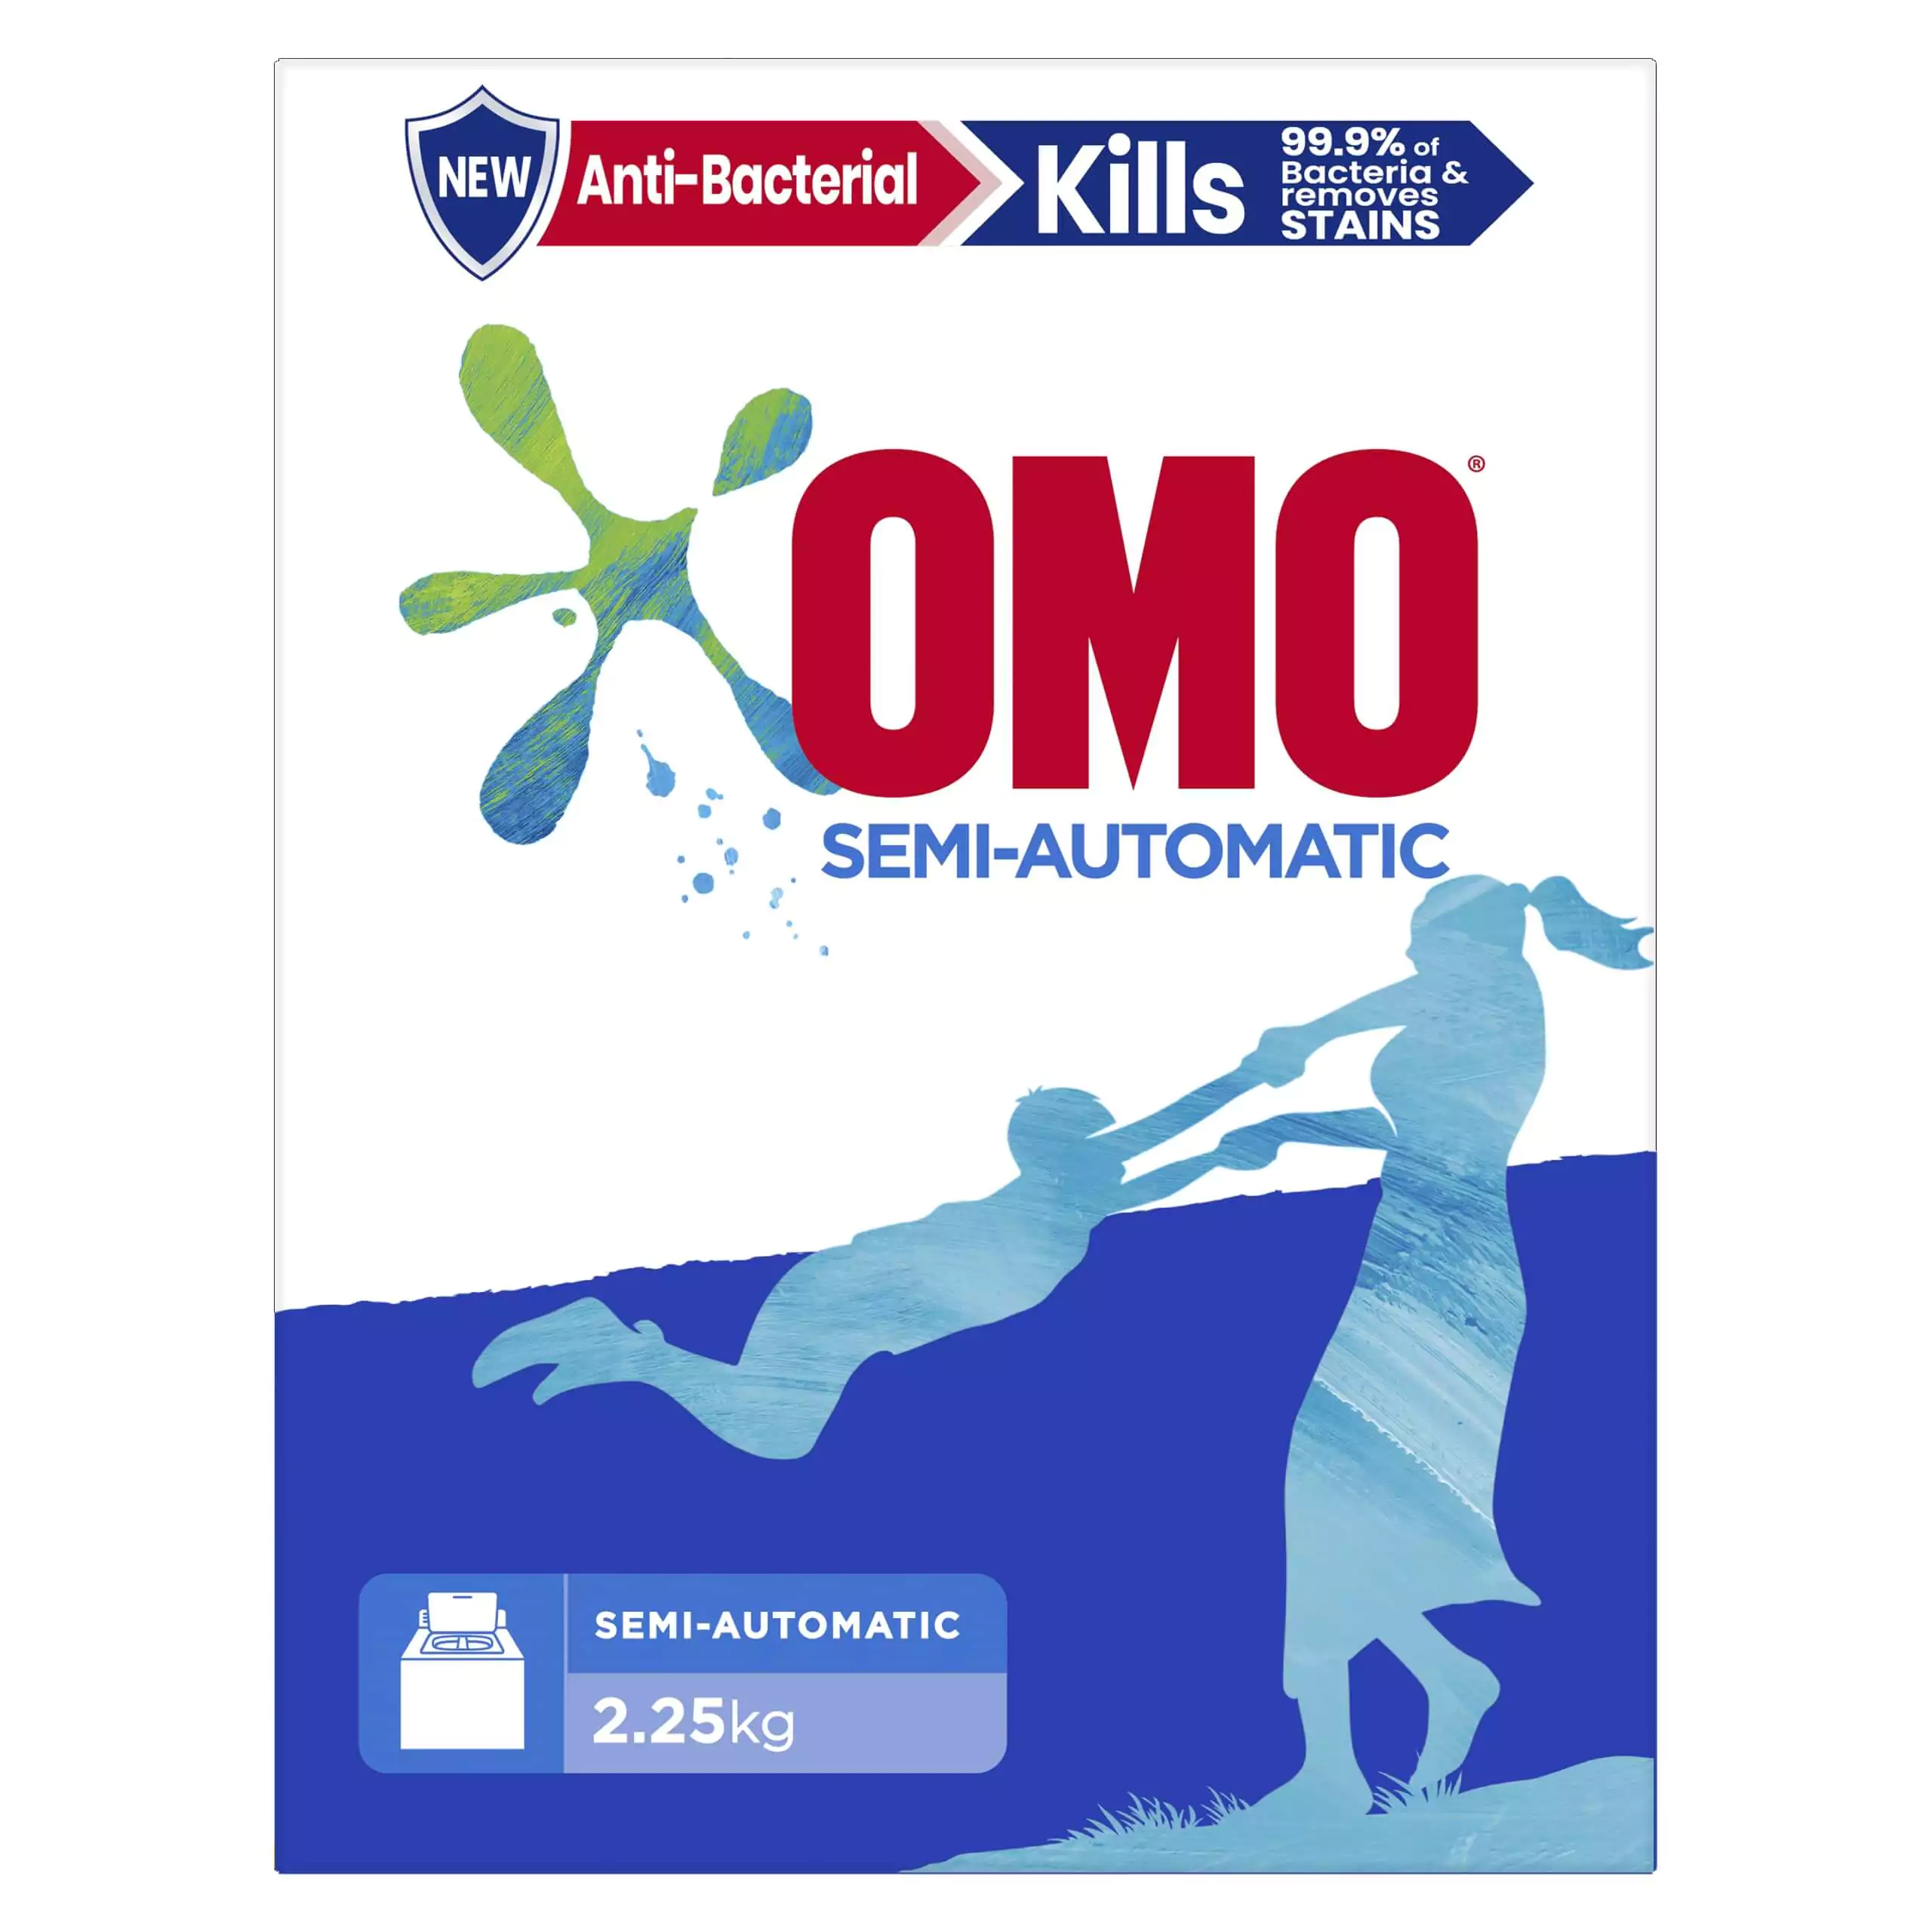 NEW
Anti-Bacterial
Kills
99.9% of
Bacteria &
removes
STAINS
OMO®
SEMI-AUTOMATIC
SEMI-AUTOMATIC
2.25kg